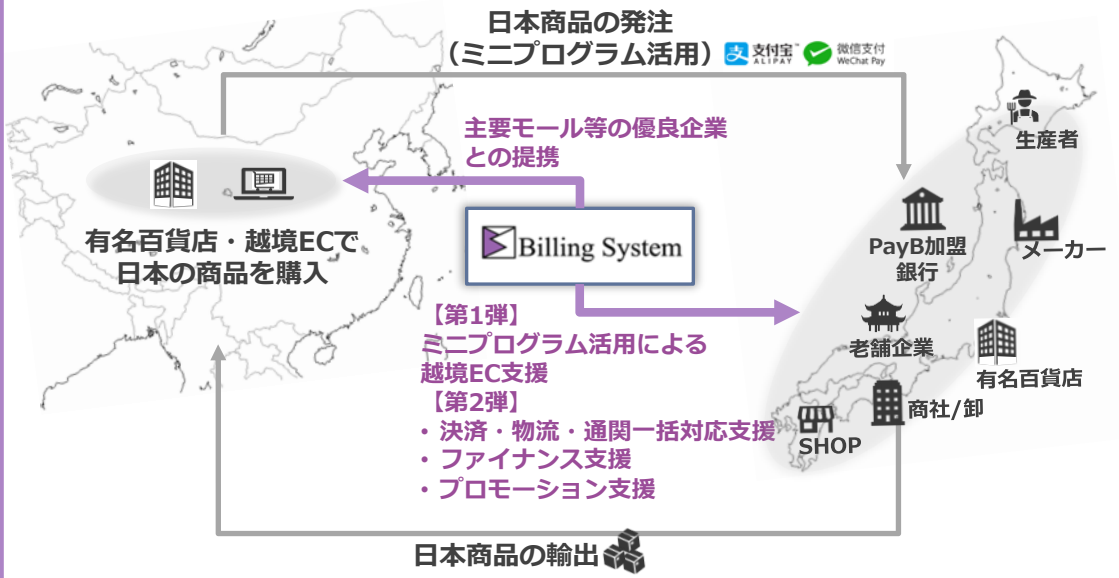 日本商品の発注
（ミニプログラム活用）
支 支付宝™
ALIPAY
微信支付
WeChat Pay
主要モール等の優良企業
との提携
生産者
有名百貨店・越境ECで
日本の商品を購入
Billing System
PayB加盟
銀行
メーカー
【第1弾】
ミニプログラム活用による
越境EC支援
【第2弾】
・決済・物流・通関一括対応支援
・ファイナンス支援
・プロモーション支援
老舗企業
有名百貨店
商社/卸
SHOP
日本商品の輸出